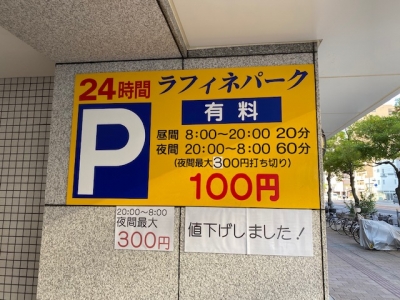 24時間 ラフィネパーク
P
有料
昼間 8:00〜20:00 20分
夜間 20:00〜8:00 60分
(夜間最大300円打ち切り)
100円
20:00〜8:00
夜間最大
300円
値下げしました!